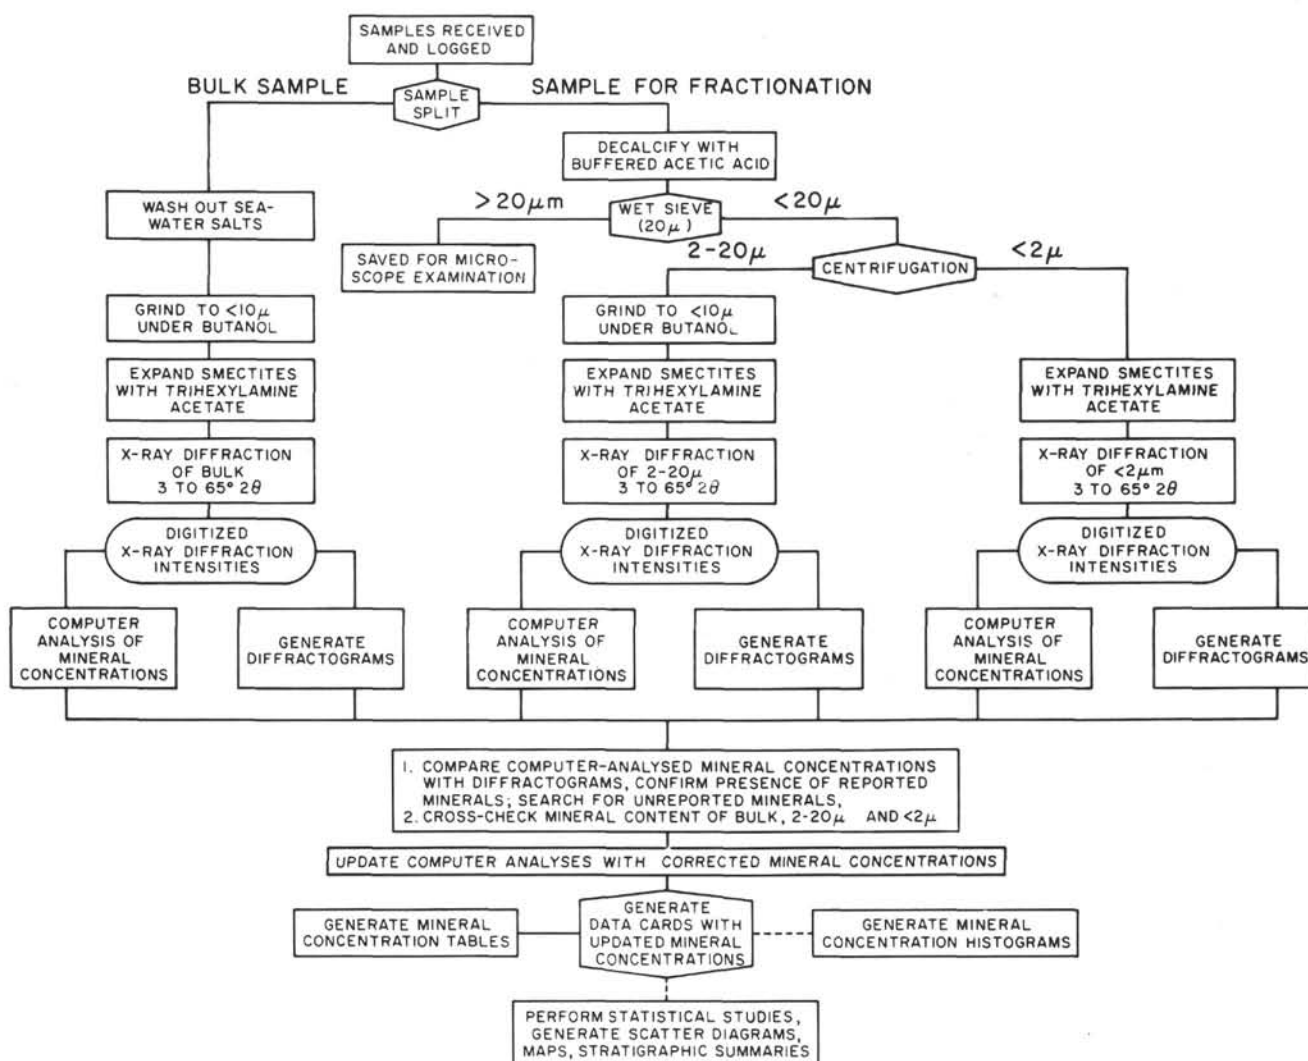 SAMPLES RECEIVED
AND LOGGED
BULK SAMPLE
SAMPLE
SPLIT
SAMPLE FOR FRACTIONATION
DECALCIFY WITH
BUFFERED ACETIC ACID
WASH OUT SEA-
WATER SALTS
>20μm
WET SIEVE
(20μ)
<20μ
SAVED FOR MICRO-
SCOPE EXAMINATION
2-20μ
CENTRIFUGATION
<2μ
GRIND TO <10μ
UNDER BUTANOL
GRIND TO <10μ
UNDER BUTANOL
EXPAND SMECTITES
WITH TRIHEXYLAMINE
ACETATE
EXPAND SMECTITES
WITH TRIHEXYLAMINE
ACETATE
EXPAND SMECTITES
WITH TRIHEXYLAMINE
ACETATE
X-RAY DIFFRACTION
OF BULK
3 TO 65° 2θ
X-RAY DIFFRACTION
OF 2-20μ
3 TO 65° 2θ
X-RAY DIFFRACTION
OF <2μm
3 TO 65° 2θ
DIGITIZED
X-RAY DIFFRACTION
INTENSITIES
DIGITIZED
X-RAY DIFFRACTION
INTENSITIES
DIGITIZED
X-RAY DIFFRACTION
INTENSITIES
COMPUTER
ANALYSIS OF
MINERAL
CONCENTRATIONS
GENERATE
DIFFRACTOGRAMS
COMPUTER
ANALYSIS OF
MINERAL
CONCENTRATIONS
GENERATE
DIFFRACTOGRAMS
COMPUTER
ANALYSIS OF
MINERAL
CONCENTRATIONS
GENERATE
DIFFRACTOGRAMS
1. COMPARE COMPUTER-ANALYSED MINERAL CONCENTRATIONS
WITH DIFFRACTOGRAMS, CONFIRM PRESENCE OF REPORTED
MINERALS; SEARCH FOR UNREPORTED MINERALS,
2. CROSS-CHECK MINERAL CONTENT OF BULK, 2-20μ AND <2μ
UPDATE COMPUTER ANALYSES WITH CORRECTED MINERAL CONCENTRATIONS
GENERATE MINERAL
CONCENTRATION TABLES
GENERATE
DATA CARDS WITH
UPDATED MINERAL
CONCENTRATIONS
GENERATE MINERAL
CONCENTRATION HISTOGRAMS
PERFORM STATISTICAL STUDIES,
GENERATE SCATTER DIAGRAMS,
MAPS, STRATIGRAPHIC SUMMARIES